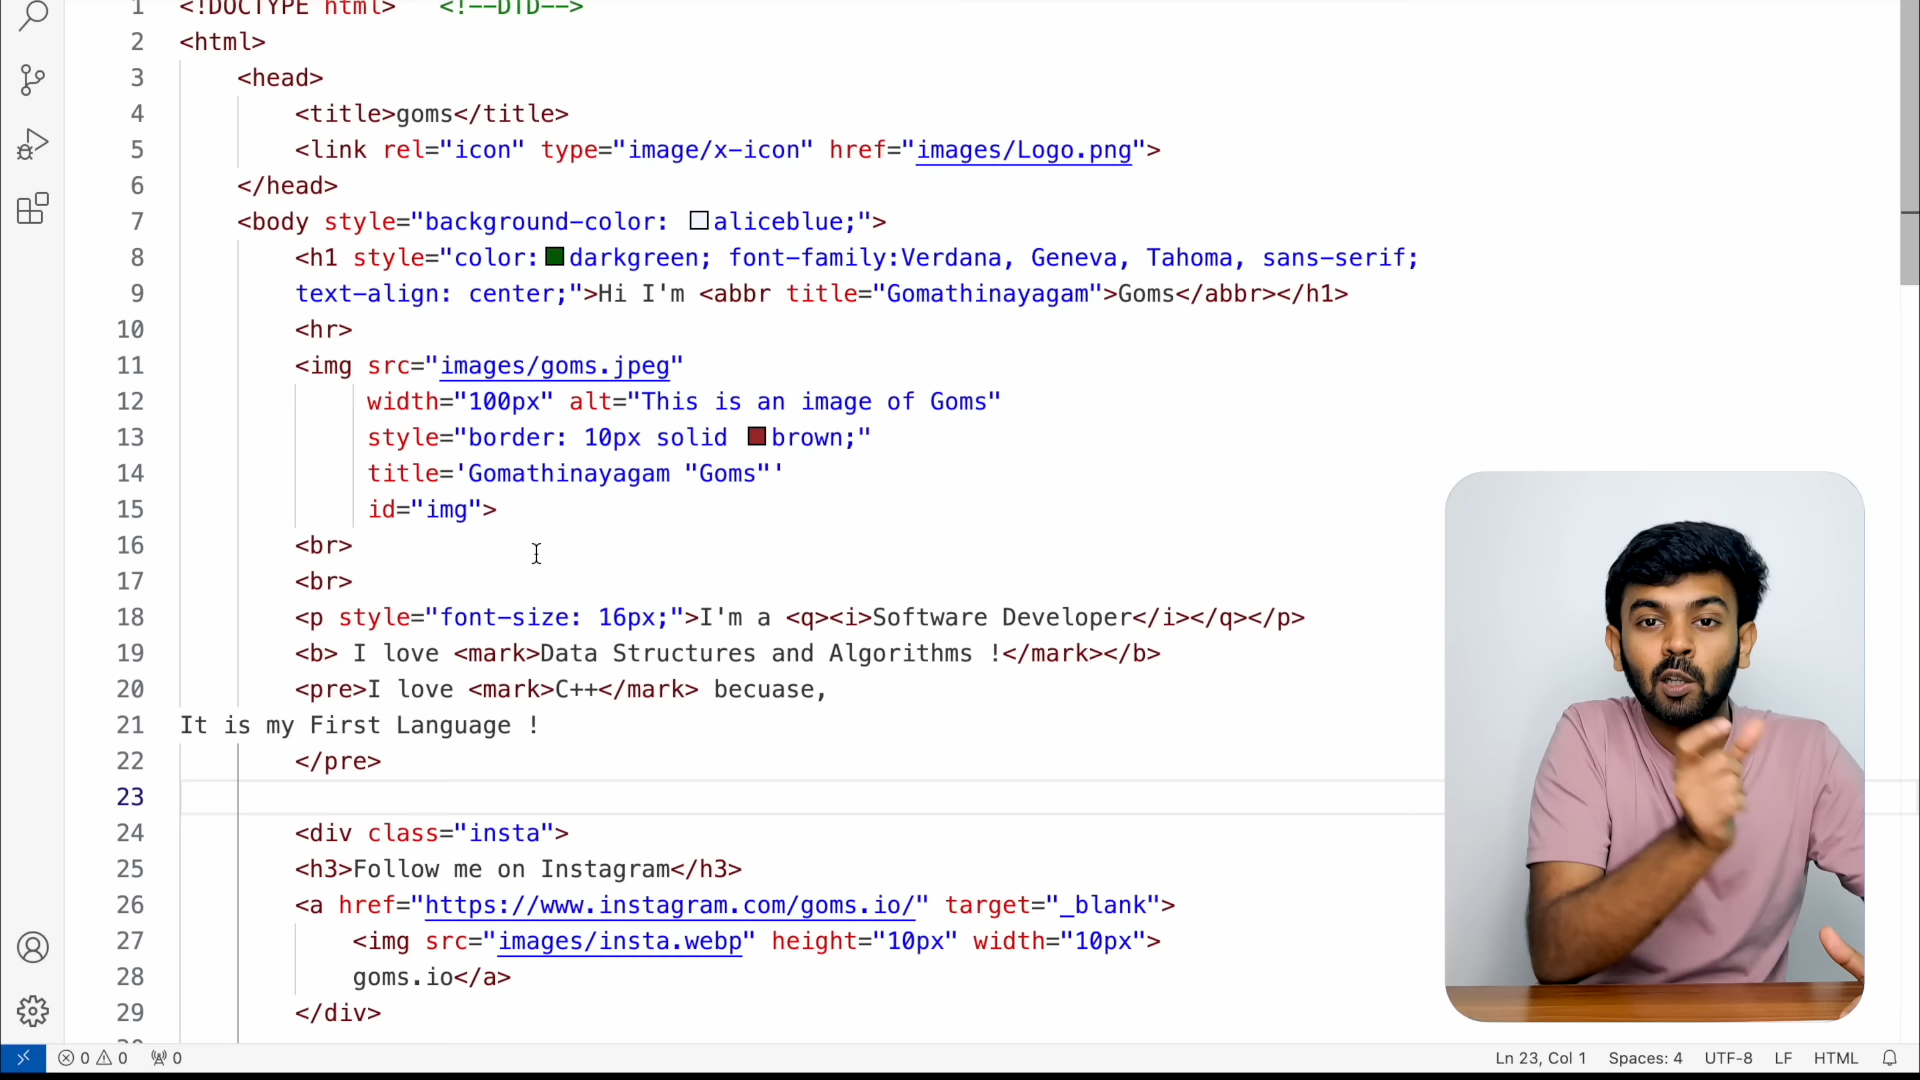 1 <!DOCTYPE html> <!--DTD-->
2 <html>
3 <head>
4 <title>goms</title>
5 <link rel="icon" type="image/x-icon" href="images/Logo.png">
6 </head>
7 <body style="background-color: aliceblue;">
8 <h1 style="color: darkgreen; font-family:Verdana, Geneva, Tahoma, sans-serif;
9 text-align: center;">Hi I'm <abbr title="Gomathinayagam">Goms</abbr></h1>
10 <hr>
11 <img src="images/goms.jpeg"
12 width="100px" alt="This is an image of Goms"
13 style="border: 10px solid brown;"
14 title='Gomathinayagam "Goms"'
15 id="img">
16 <br>
17 <br>
18 <p style="font-size: 16px;">I'm a <q><i>Software Developer</i></q></p>
19 <b> I love <mark>Data Structures and Algorithms !</mark></b>
20 <pre>I love <mark>C++</mark> becuase,
21 It is my First Language !
22 </pre>
23
24 <div class="insta">
25 <h3>Follow me on Instagram</h3>
26 <a href="https://www.instagram.com/goms.io/" target="_blank">
27 <img src="images/insta.webp" height="10px" width="10px">
28 goms.io</a>
29 </div>
0 0 0 Ln 23, Col 1 Spaces: 4 UTF-8 LF HTML